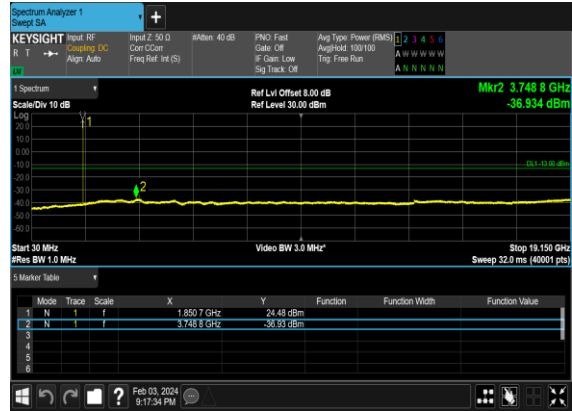 Spectrum Analyzer 1
Swept SA
+
KEYSIGHT Input: RF Input Z: 50 Ω #Atten: 40 dB PNO: Fast Avg Type: Power (RMS) 1 2 3 4 5 6
R T Coupling: DC Corr CCorr Gate: Off Avg|Hold: 100/100 A W W W W W
Align: Auto Freq Ref: Int (S) IF Gain: Low Trig: Free Run
Sig Track: Off A N N N N N
1 Spectrum Ref Lvl Offset 8.00 dB Mkr2 3.748 8 GHz
Scale/Div 10 dB Ref Level 30.00 dBm -36.934 dBm
Log
1
20.0
10.0
0.00
-10.0 DL1 -13.00 dBm
-20.0
-30.0 2
-40.0
-50.0
-60.0
Start 30 MHz Video BW 3.0 MHz* Stop 19.150 GHz
#Res BW 1.0 MHz Sweep 32.0 ms (40001 pts)
5 Marker Table
Mode Trace Scale X Y Function Function Width Function Value
1 N 1 f 1.850 7 GHz 24.48 dBm
2 N 1 f 3.748 8 GHz -36.93 dBm
3
4
5
6
? Feb 03, 2024
9:17:34 PM